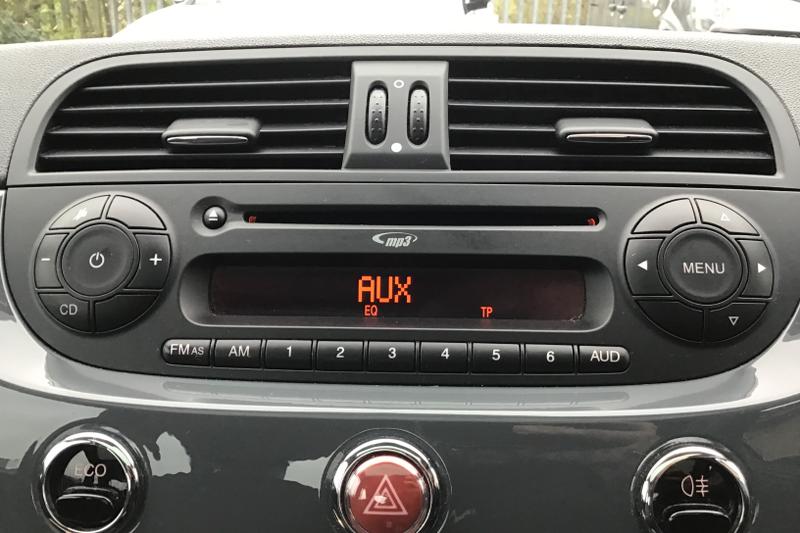 mp3
AUX
EQ TP
− +
MENU
CD
FM AS AM 1 2 3 4 5 6 AUD
ECO